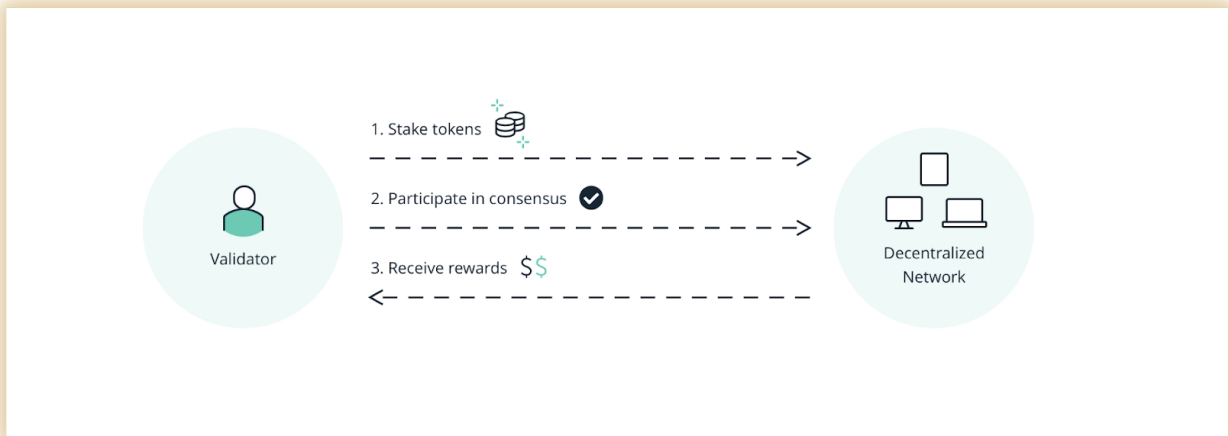 1. Stake tokens
2. Participate in consensus
3. Receive rewards $$
Validator
Decentralized
Network